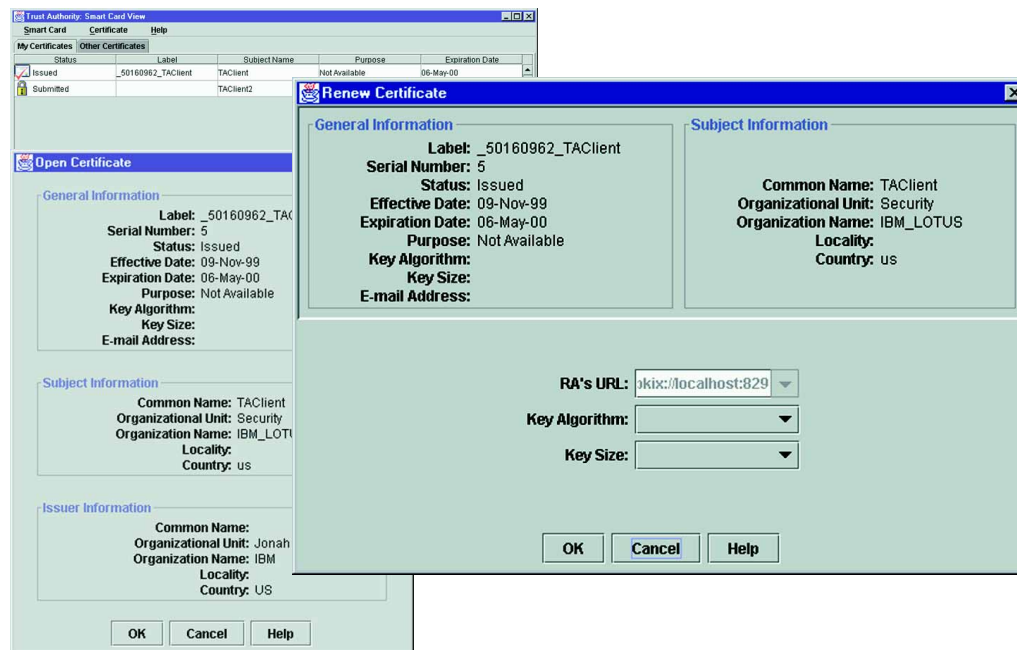 Trust Authority: Smart Card View
Smart Card Certificate Help
My Certificates Other Certificates
Status Label Subject Name Purpose Expiration Date
Issued _50160962_TAClient TAClient Not Available 06-May-00
Submitted TAClient2
Open Certificate
General Information
Label: _50160962_TAC
Serial Number: 5
Status: Issued
Effective Date: 09-Nov-99
Expiration Date: 06-May-00
Purpose: Not Available
Key Algorithm:
Key Size:
E-mail Address:
Subject Information
Common Name: TAClient
Organizational Unit: Security
Organization Name: IBM_LOTU
Locality:
Country: us
Issuer Information
Common Name:
Organizational Unit: Jonah
Organization Name: IBM
Locality:
Country: US
OK Cancel Help
Renew Certificate
General Information
Label: _50160962_TAClient
Serial Number: 5
Status: Issued
Effective Date: 09-Nov-99
Expiration Date: 06-May-00
Purpose: Not Available
Key Algorithm:
Key Size:
E-mail Address:
Subject Information
Common Name: TAClient
Organizational Unit: Security
Organization Name: IBM_LOTUS
Locality:
Country: us
RA's URL: pkix://localhost:829
Key Algorithm:
Key Size:
OK Cancel Help